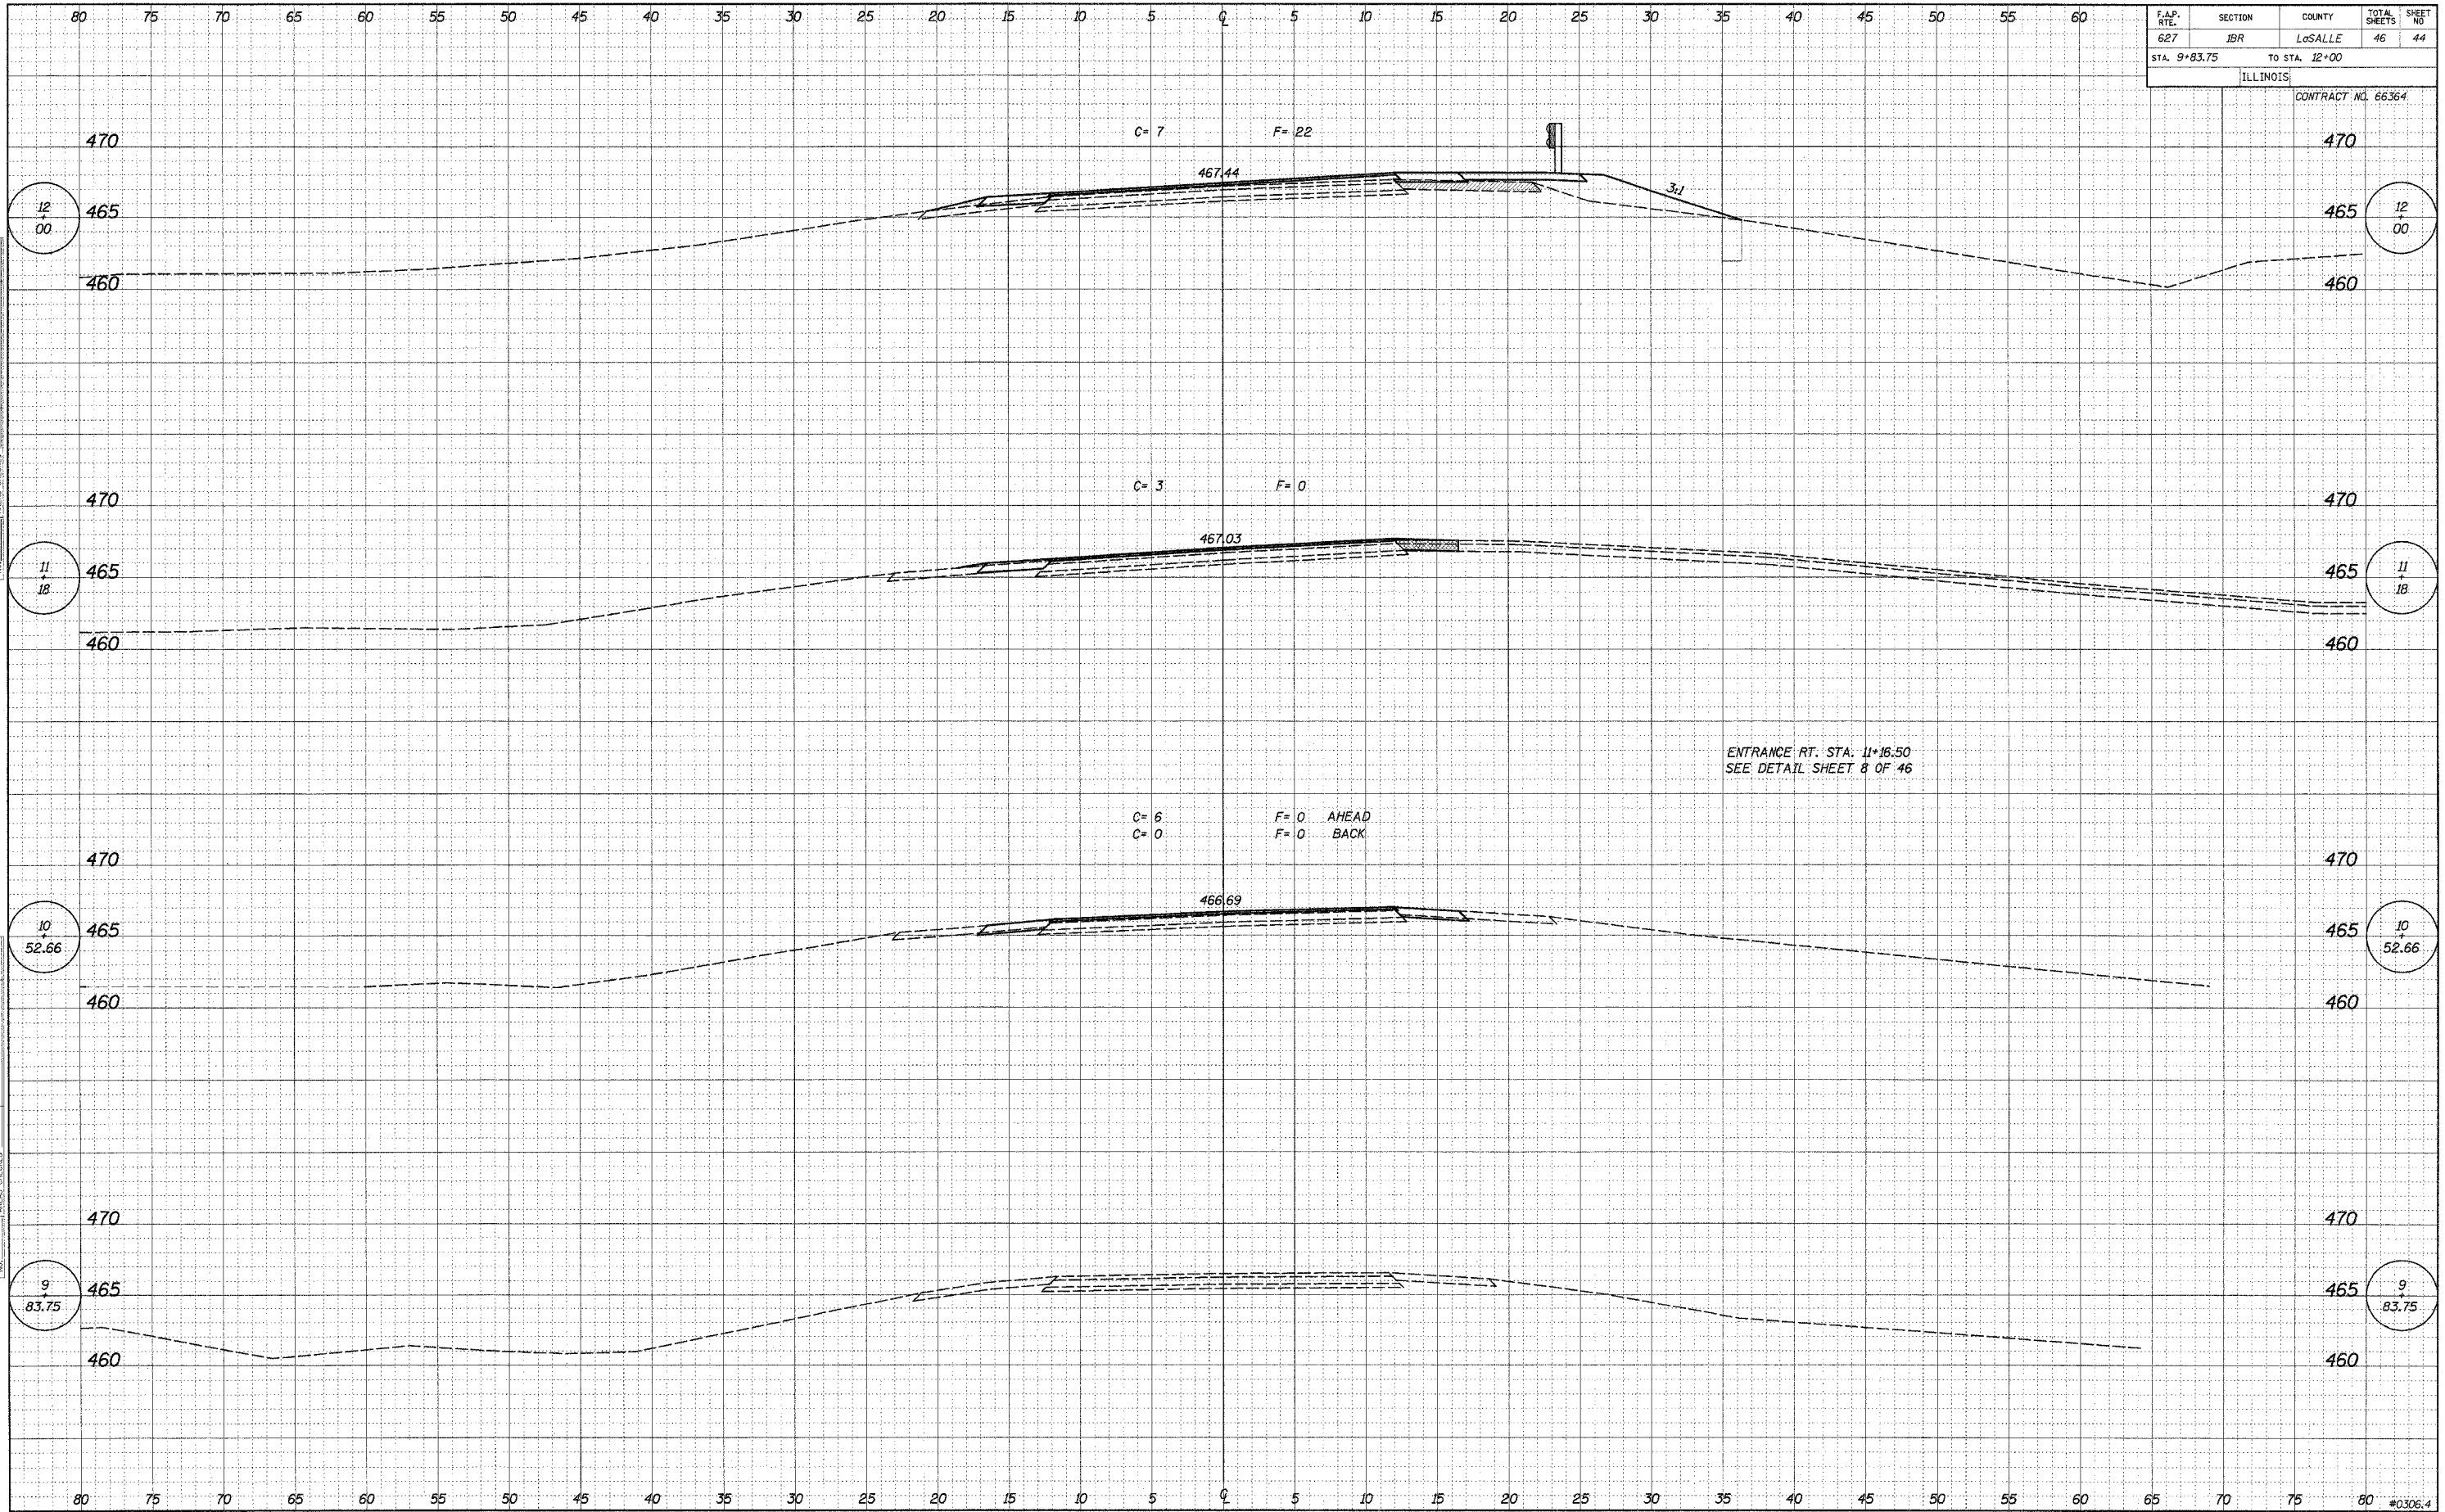 80 75 70 65 60 55 50 45 40 35 30 25 20 15 10 5 ℄ 5 10 15 20 25 30 35 40 45 50 55 60
F.A.P. RTE. SECTION COUNTY TOTAL SHEETS SHEET NO
627 1BR LaSALLE 46 44
STA. 9+83.75 TO STA. 12+00
ILLINOIS
CONTRACT NO. 66364
C= 7 F= 22
470 470
467.44
3:1
12 + 00 465 465 12 + 00
460 460
C= 3 F= 0
470 470
467.03
11 + 18 465 465 11 + 18
460 460
ENTRANCE RT. STA. 11+16.50
SEE DETAIL SHEET 8 OF 46
C= 6 F= 0 AHEAD
C= 0 F= 0 BACK
470 470
466.69
10 + 52.66 465 465 10 + 52.66
460 460
470 470
9 + 83.75 465 465 9 + 83.75
460 460
80 75 70 65 60 55 50 45 40 35 30 25 20 15 10 5 ℄ 5 10 15 20 25 30 35 40 45 50 55 60 65 70 75 80
#0306.4